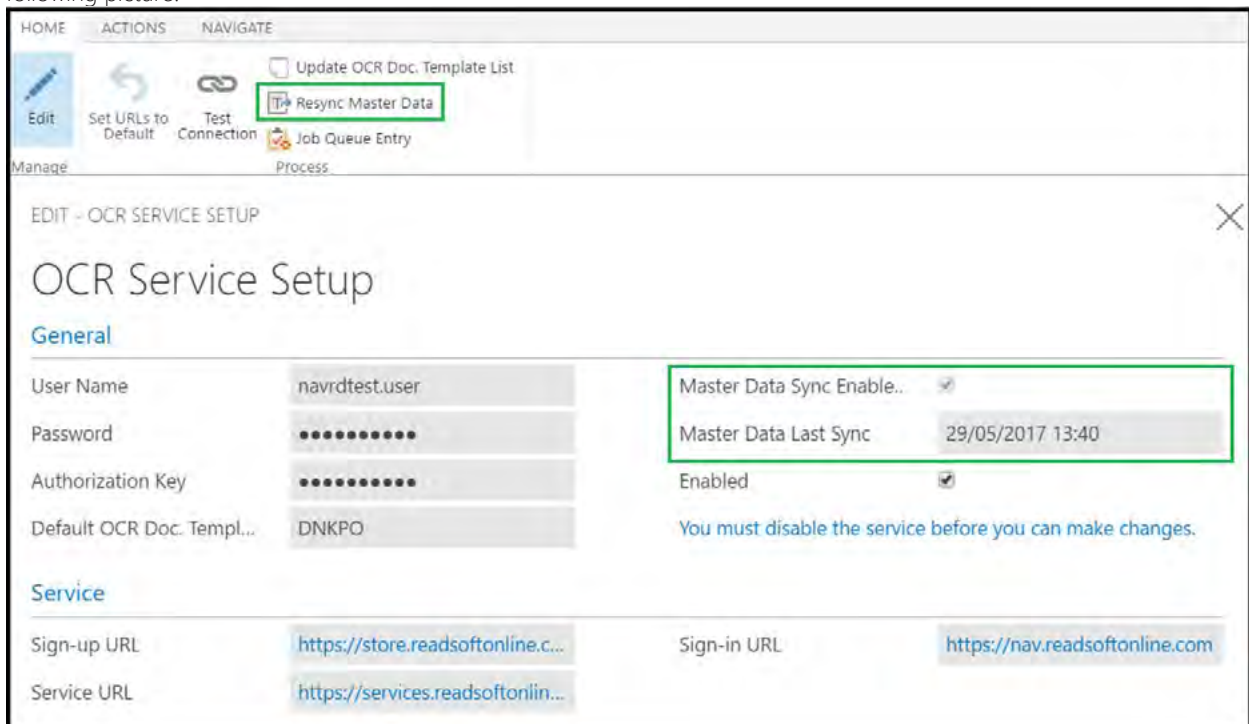 following picture.
HOME ACTIONS NAVIGATE
Edit
Set URLs to Default
Test Connection
Update OCR Doc. Template List
Resync Master Data
Job Queue Entry
Manage
Process
EDIT - OCR SERVICE SETUP
OCR Service Setup
General
User Name navrdtest.user
Master Data Sync Enable..
Password ••••••••••
Master Data Last Sync 29/05/2017 13:40
Authorization Key ••••••••••
Enabled
Default OCR Doc. Templ... DNKPO
You must disable the service before you can make changes.
Service
Sign-up URL https://store.readsoftonline.c...
Sign-in URL https://nav.readsoftonline.com
Service URL https://services.readsoftonlin...